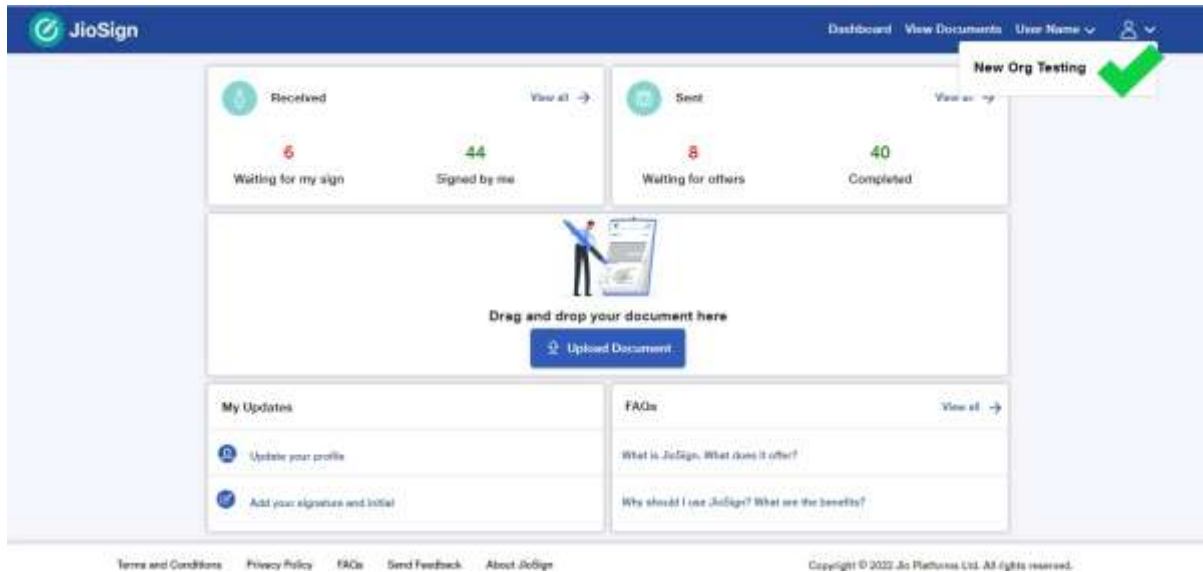 JioSign
Dashboard View Documents User Name
New Org Testing
Received View all
Sent View all
6 44
8 40
Waiting for my sign Signed by me
Waiting for others Completed
Drag and drop your document here
Upload Document
My Updates
Update your profile
Add your signature and initial
FAQs View all
What is JioSign. What does it offer?
Why should I use JioSign? What are the benefits?
Terms and Conditions Privacy Policy FAQs Send Feedback About JioSign
Copyright © 2022 Jio Platforms Ltd. All rights reserved.